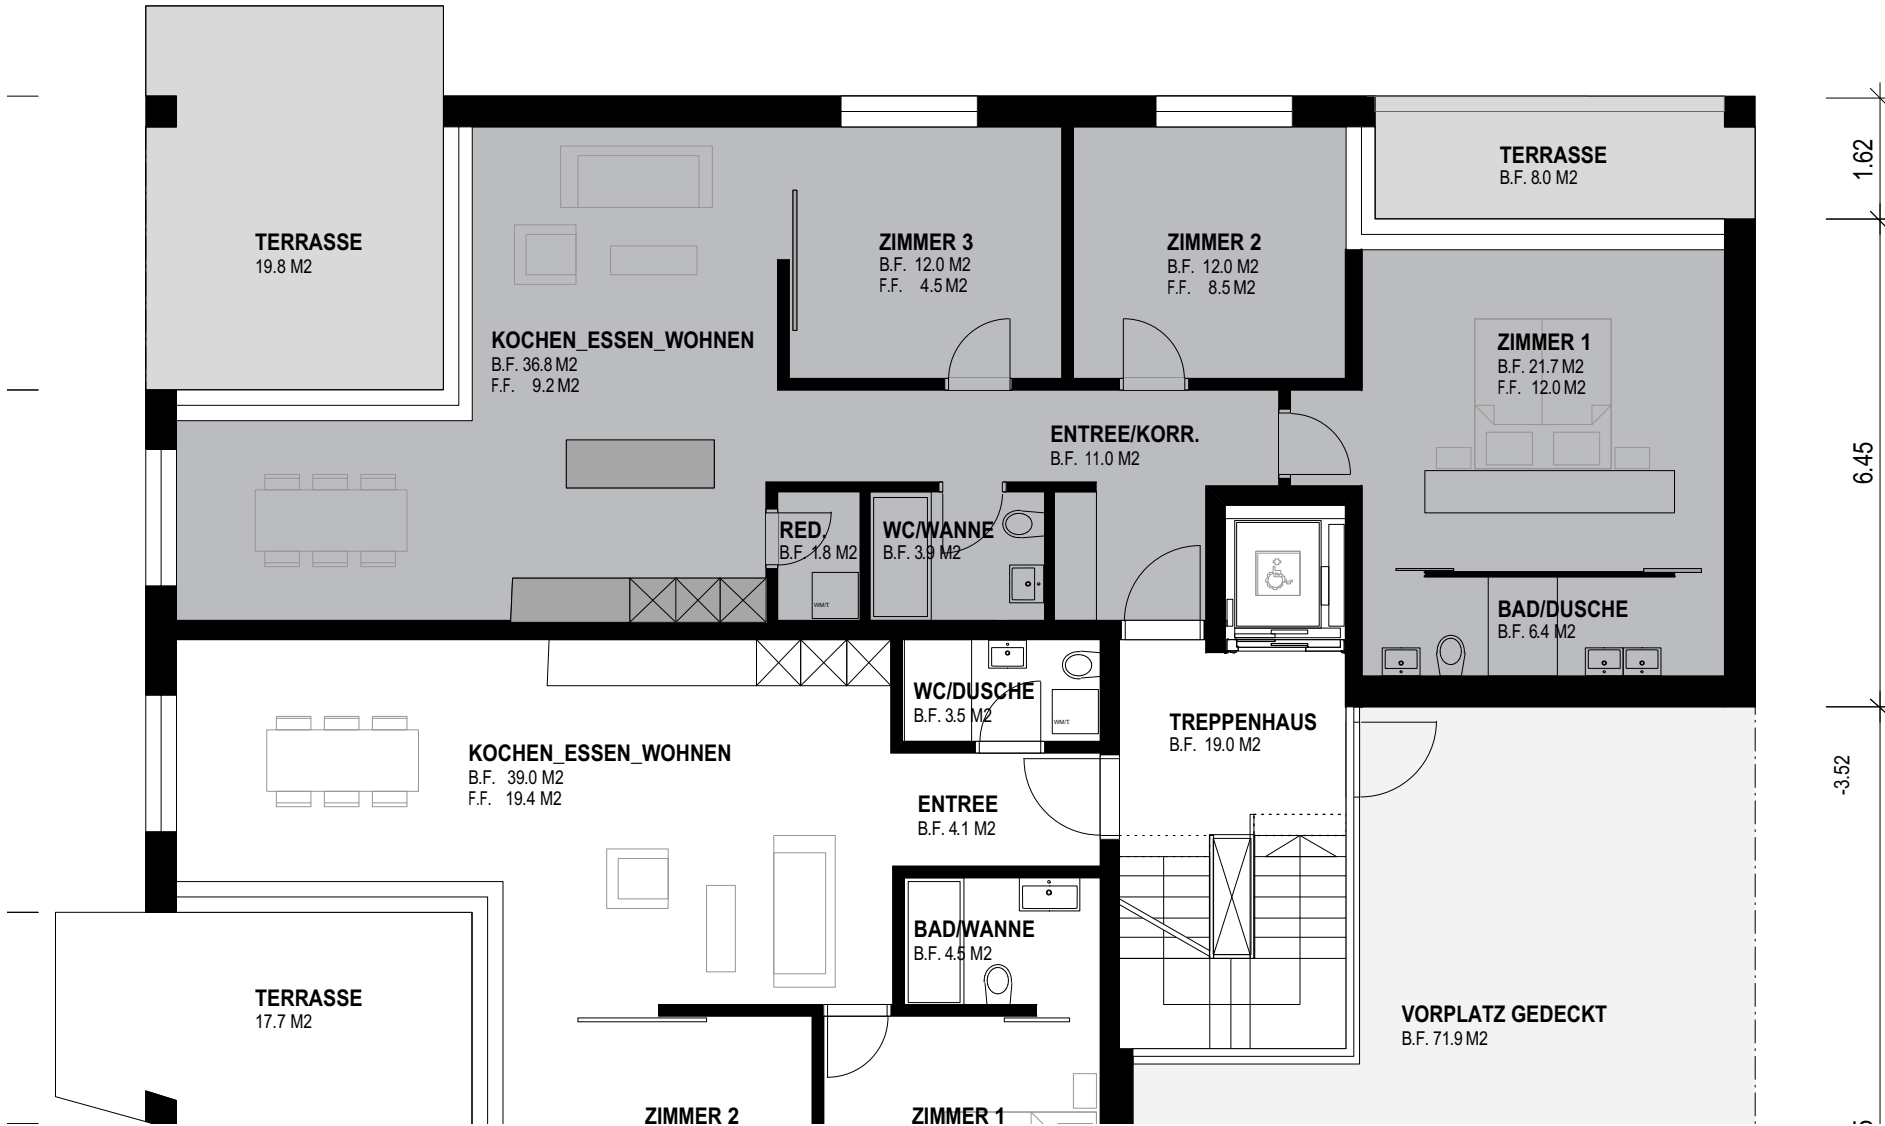 TERRASSE
19.8 M2
KOCHEN_ESSEN_WOHNEN
B.F. 36.8 M2
F.F. 9.2 M2
ZIMMER 3
B.F. 12.0 M2
F.F. 4.5 M2
ZIMMER 2
B.F. 12.0 M2
F.F. 8.5 M2
TERRASSE
B.F. 8.0 M2
1.62
ZIMMER 1
B.F. 21.7 M2
F.F. 12.0 M2
ENTREE/KORR.
B.F. 11.0 M2
6.45
RED.
B.F. 1.8 M2
WM/T.
WC/WANNE
B.F. 3.9 M2
BAD/DUSCHE
B.F. 6.4 M2
WC/DUSCHE
B.F. 3.5 M2
WM/T.
TREPPENHAUS
B.F. 19.0 M2
KOCHEN_ESSEN_WOHNEN
B.F. 39.0 M2
F.F. 19.4 M2
ENTREE
B.F. 4.1 M2
-3.52
BAD/WANNE
B.F. 4.5 M2
TERRASSE
17.7 M2
VORPLATZ GEDECKT
B.F. 71.9 M2
ZIMMER 2
ZIMMER 1